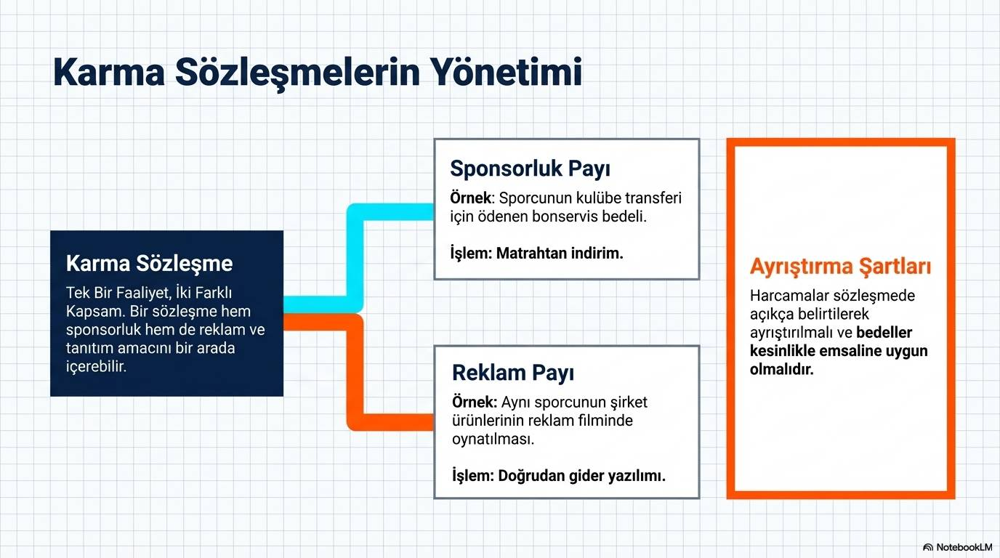 Karma Sözleşmelerin Yönetimi
Karma Sözleşme
Tek Bir Faaliyet, İki Farklı
Kapsam. Bir sözleşme hem
sponsorluk hem de reklam ve
tanıtım amacını bir arada
içerebilir.
Sponsorluk Payı
Örnek: Sporcunun kulübe transferi
için ödenen bonservis bedeli.
İşlem: Matrahtan indirim.
Reklam Payı
Örnek: Aynı sporcunun şirket
ürünlerinin reklam filminde
oynatılması.
İşlem: Doğrudan gider yazılımı.
Ayrıştırma Şartları
Harcamalar sözleşmede
açıkça belirtilerek
ayrıştırılmalı ve bedeller
kesinlikle emsaline uygun
olmalıdır.
NotebookLM